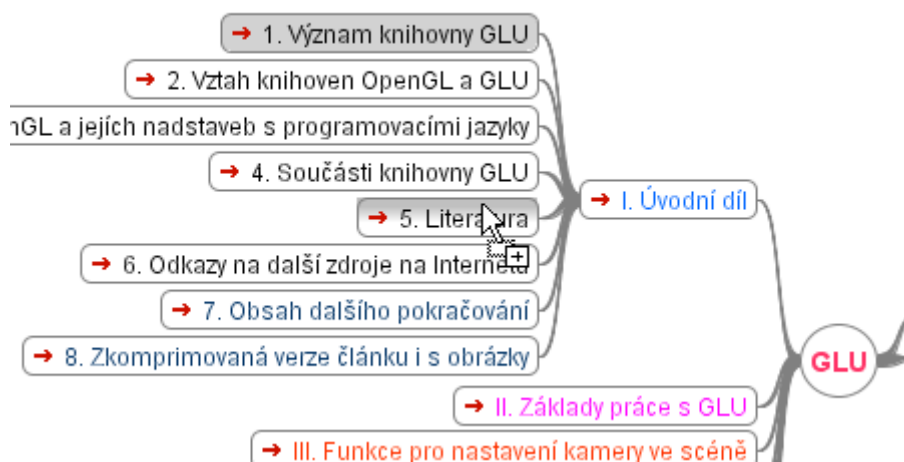 1. Význam knihovny GLU
2. Vztah knihoven OpenGL a GLU
a jejích nadstaveb s programovacími jazyky
4. Součásti knihovny GLU
5. Literatura
6. Odkazy na další zdroje na Internetu
7. Obsah dalšího pokračování
8. Zkomprimovaná verze článku i s obrázky
I. Úvodní díl
GLU
II. Základy práce s GLU
III. Funkce pro nastavení kamery ve scéně